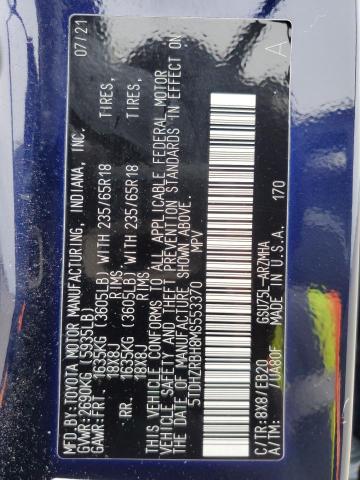 MFD.BY:TOYOTA MOTOR MANUFACTURING, INDIANA, INC. 07/21
GVWR:2690KG (5935LB)
GAWR:FRT. 1635KG (3605LB) WITH 235/65R18 TIRES,
18X8J RIMS
RR. 1635KG (3605LB) WITH 235/65R18 TIRES,
18X8J RIMS
THIS VEHICLE CONFORMS TO ALL APPLICABLE FEDERAL MOTOR
VEHICLE SAFETY AND THEFT PREVENTION STANDARDS IN EFFECT ON
THE DATE OF MANUFACTURE SHOWN ABOVE.
5TDHZRBH8MS553370 MPV
A
C/TR:8X8/EB20 GSU75L-ARZMHA
A/TM: /UA80F MADE IN U.S.A. 170